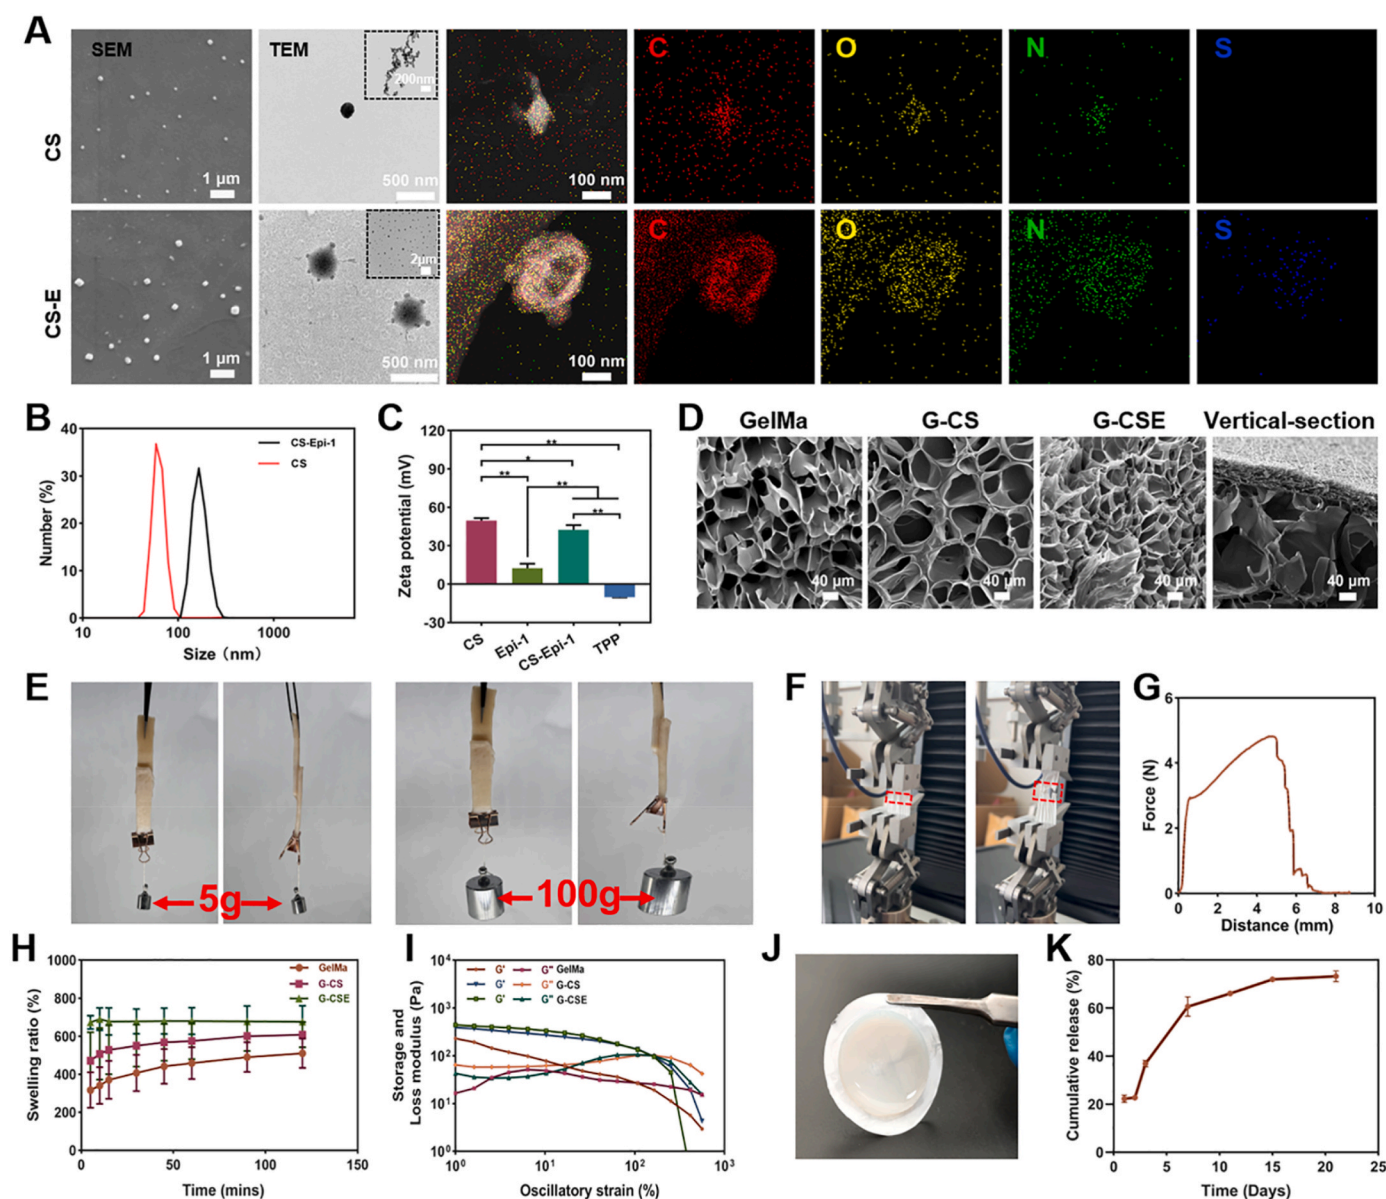 A
SEM
TEM
200nm
C
O
N
S
CS
1 µm
500 nm
100 nm
2µm
C
O
N
S
CS-E
1 µm
500 nm
100 nm
B
40
30
20
10
0
Number (%)
CS-Epi-1
CS
10
100
1000
Size (nm)
C
120
90
60
30
0
-30
Zeta potential (mV)
**
*
**
**
**
CS
Epi-1
CS-Epi-1
TPP
D
GelMa
G-CS
G-CSE
Vertical-section
40 µm
40 µm
40 µm
40 µm
E
5g
100g
F
G
6
4
2
0
Force (N)
0
2
4
6
8
10
Distance (mm)
H
1000
800
600
400
200
0
Swelling ratio (%)
GelMa
G-CS
G-CSE
0
50
100
150
Time (mins)
I
10⁴
10³
10²
10¹
10⁰
Storage and
Loss modulus (Pa)
G' G" GelMa
G' G" G-CS
G' G" G-CSE
10⁰
10¹
10²
10³
Oscillatory strain (%)
J
K
80
60
40
20
0
Cumulative release (%)
0
5
10
15
20
25
Time (Days)